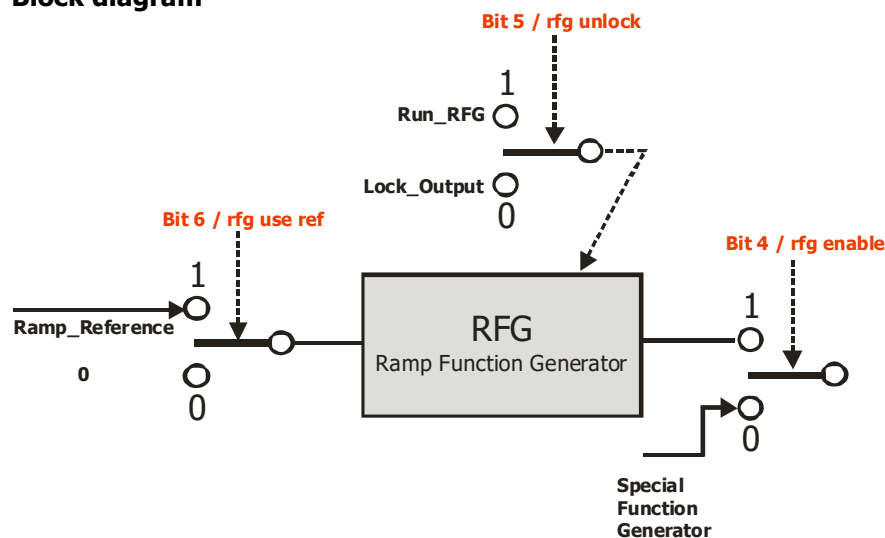 Block diagram
Bit 5 / rfg unlock
1
Run_RFG
Lock_Output
0
Bit 6 / rfg use ref
1
Ramp_Reference
0
0
RFG
Ramp Function Generator
Bit 4 / rfg enable
1
0
Special
Function
Generator